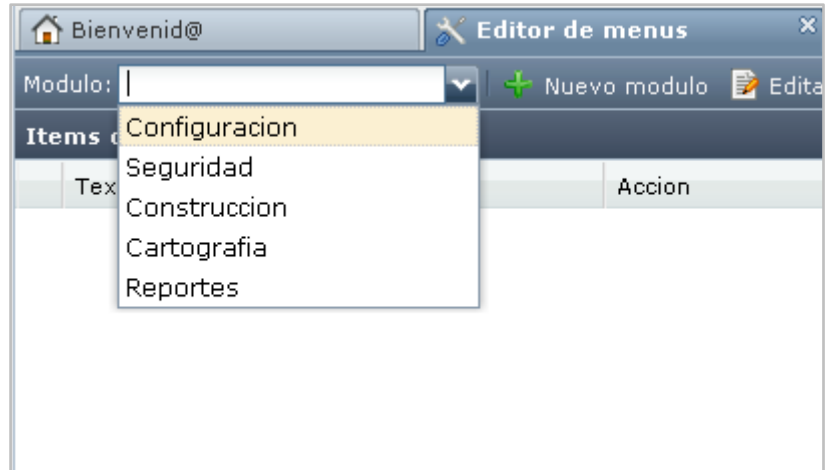 Bienvenid@ Editor de menus
Modulo: Nuevo modulo Edita
Configuracion
Items
Seguridad
Tex Accion
Construccion
Cartografia
Reportes